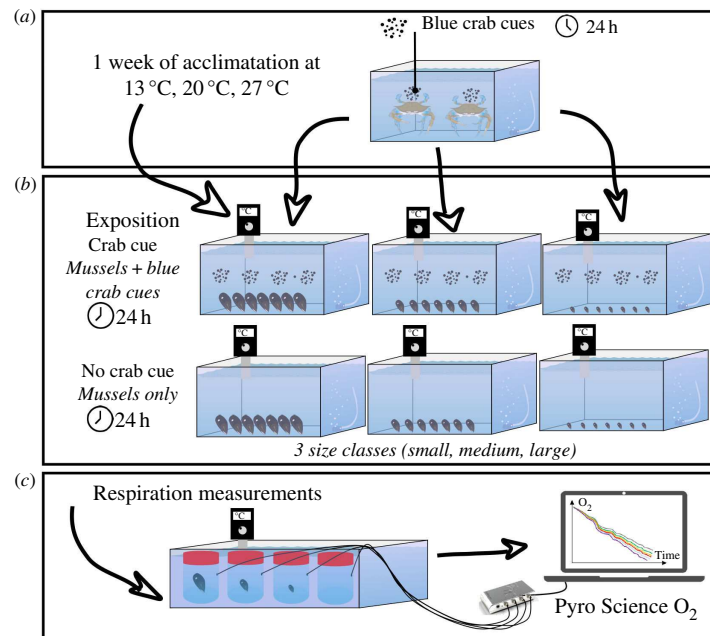 (a)
Blue crab cues
24 h
1 week of acclimatation at
13 °C, 20 °C, 27 °C
(b)
°C
°C
°C
Exposition
Crab cue
Mussels + blue
crab cues
24 h
°C
°C
°C
No crab cue
Mussels only
24 h
3 size classes (small, medium, large)
(c)
Respiration measurements
°C
O2
Time
Pyro Science O2